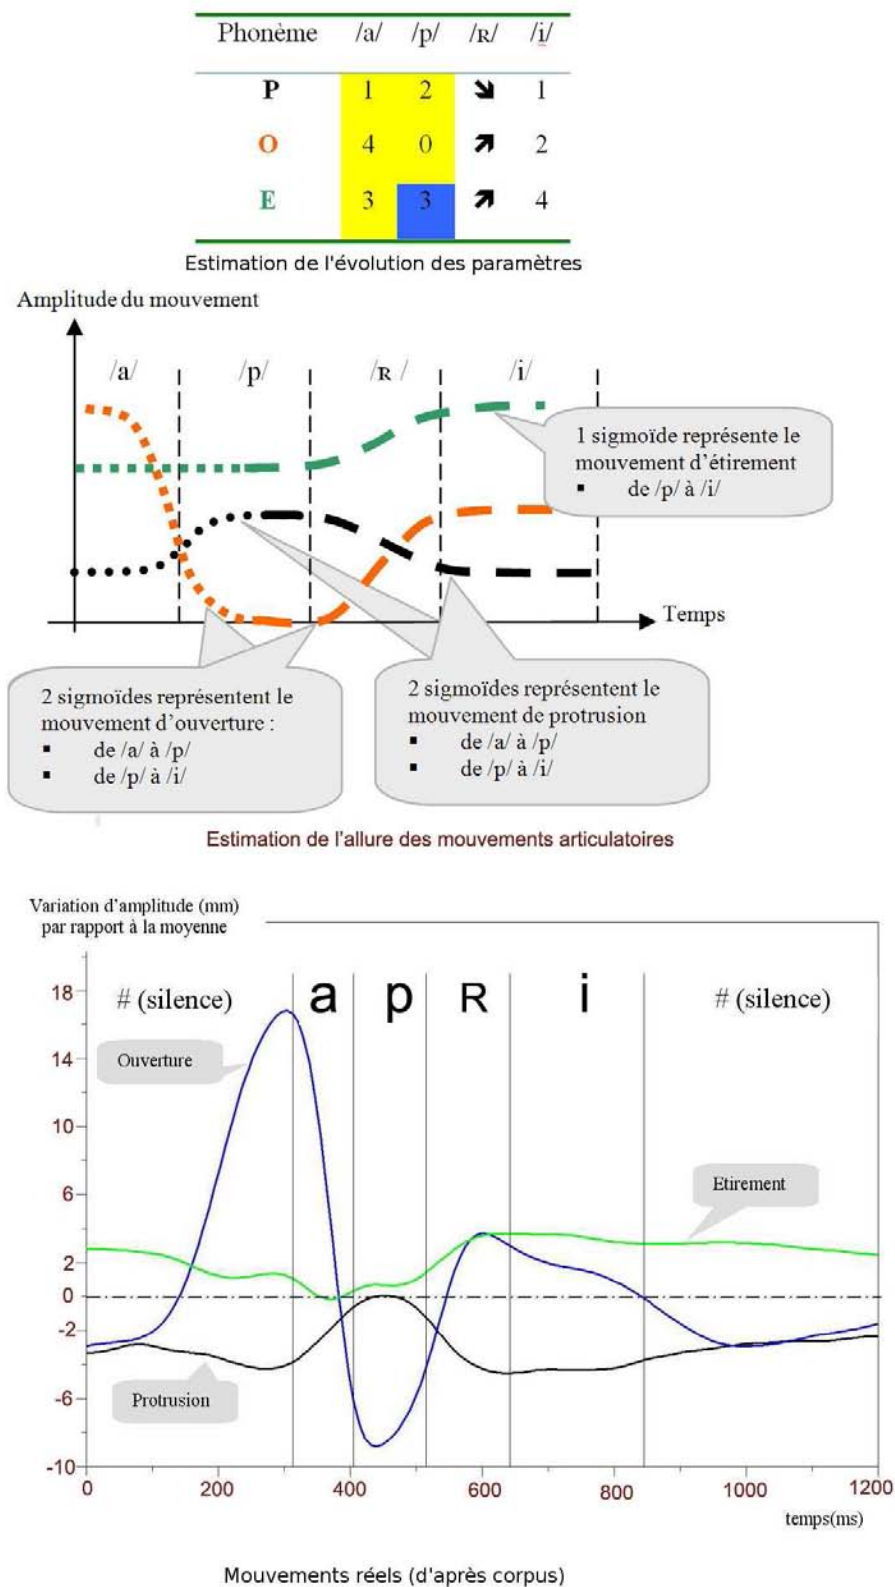 Phonème /a/ /p/ /R/ /i/
P 1 2 ➘ 1
O 4 0 ➚ 2
E 3 3 ➚ 4
Estimation de l'évolution des paramètres
Amplitude du mouvement
/a/ /p/ /R / /i/
1 sigmoïde représente le
mouvement d'étirement
▪ de /p/ à /i/
Temps
2 sigmoïdes représentent le
mouvement d'ouverture :
▪ de /a/ à /p/
▪ de /p/ à /i/
2 sigmoïdes représentent le
mouvement de protrusion
▪ de /a/ à /p/
▪ de /p/ à /i/
Estimation de l'allure des mouvements articulatoires
Variation d'amplitude (mm)
par rapport à la moyenne
# (silence) a p R i # (silence)
18
14
10
6
2
0
-2
-6
-10
Ouverture
Etirement
Protrusion
0 200 400 600 800 1000 1200
temps(ms)
Mouvements réels (d'après corpus)